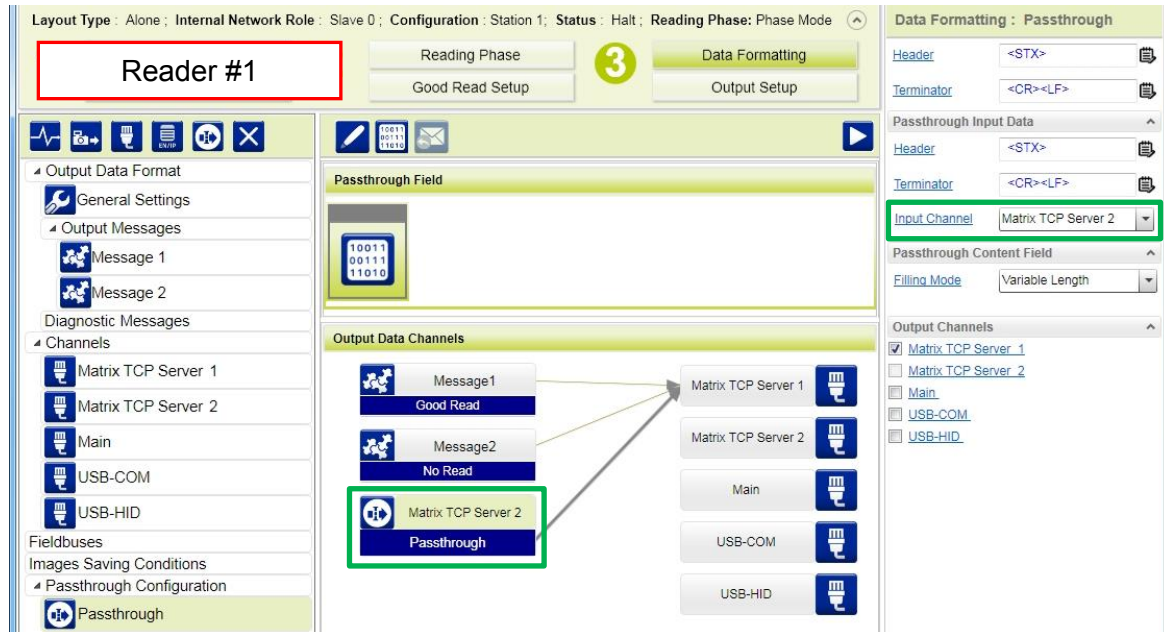 Layout Type : Alone ; Internal Network Role : Slave 0 ; Configuration : Station 1; Status : Halt ; Reading Phase: Phase Mode
Reader #1
Reading Phase
Good Read Setup
3
Data Formatting
Output Setup
EN/IP
Output Data Format
General Settings
Output Messages
Message 1
Message 2
Diagnostic Messages
Channels
Matrix TCP Server 1
Matrix TCP Server 2
Main
USB-COM
USB-HID
Fieldbuses
Images Saving Conditions
Passthrough Configuration
Passthrough
10011
00111
11010
Passthrough Field
10011
00111
11010
Output Data Channels
Message1
Good Read
Message2
No Read
Matrix TCP Server 2
Passthrough
Matrix TCP Server 1
Matrix TCP Server 2
Main
USB-COM
USB-HID
Data Formatting : Passthrough
Header <STX>
Terminator <CR><LF>
Passthrough Input Data
Header <STX>
Terminator <CR><LF>
Input Channel Matrix TCP Server 2
Passthrough Content Field
Filling Mode Variable Length
Output Channels
Matrix TCP Server 1
Matrix TCP Server 2
Main
USB-COM
USB-HID